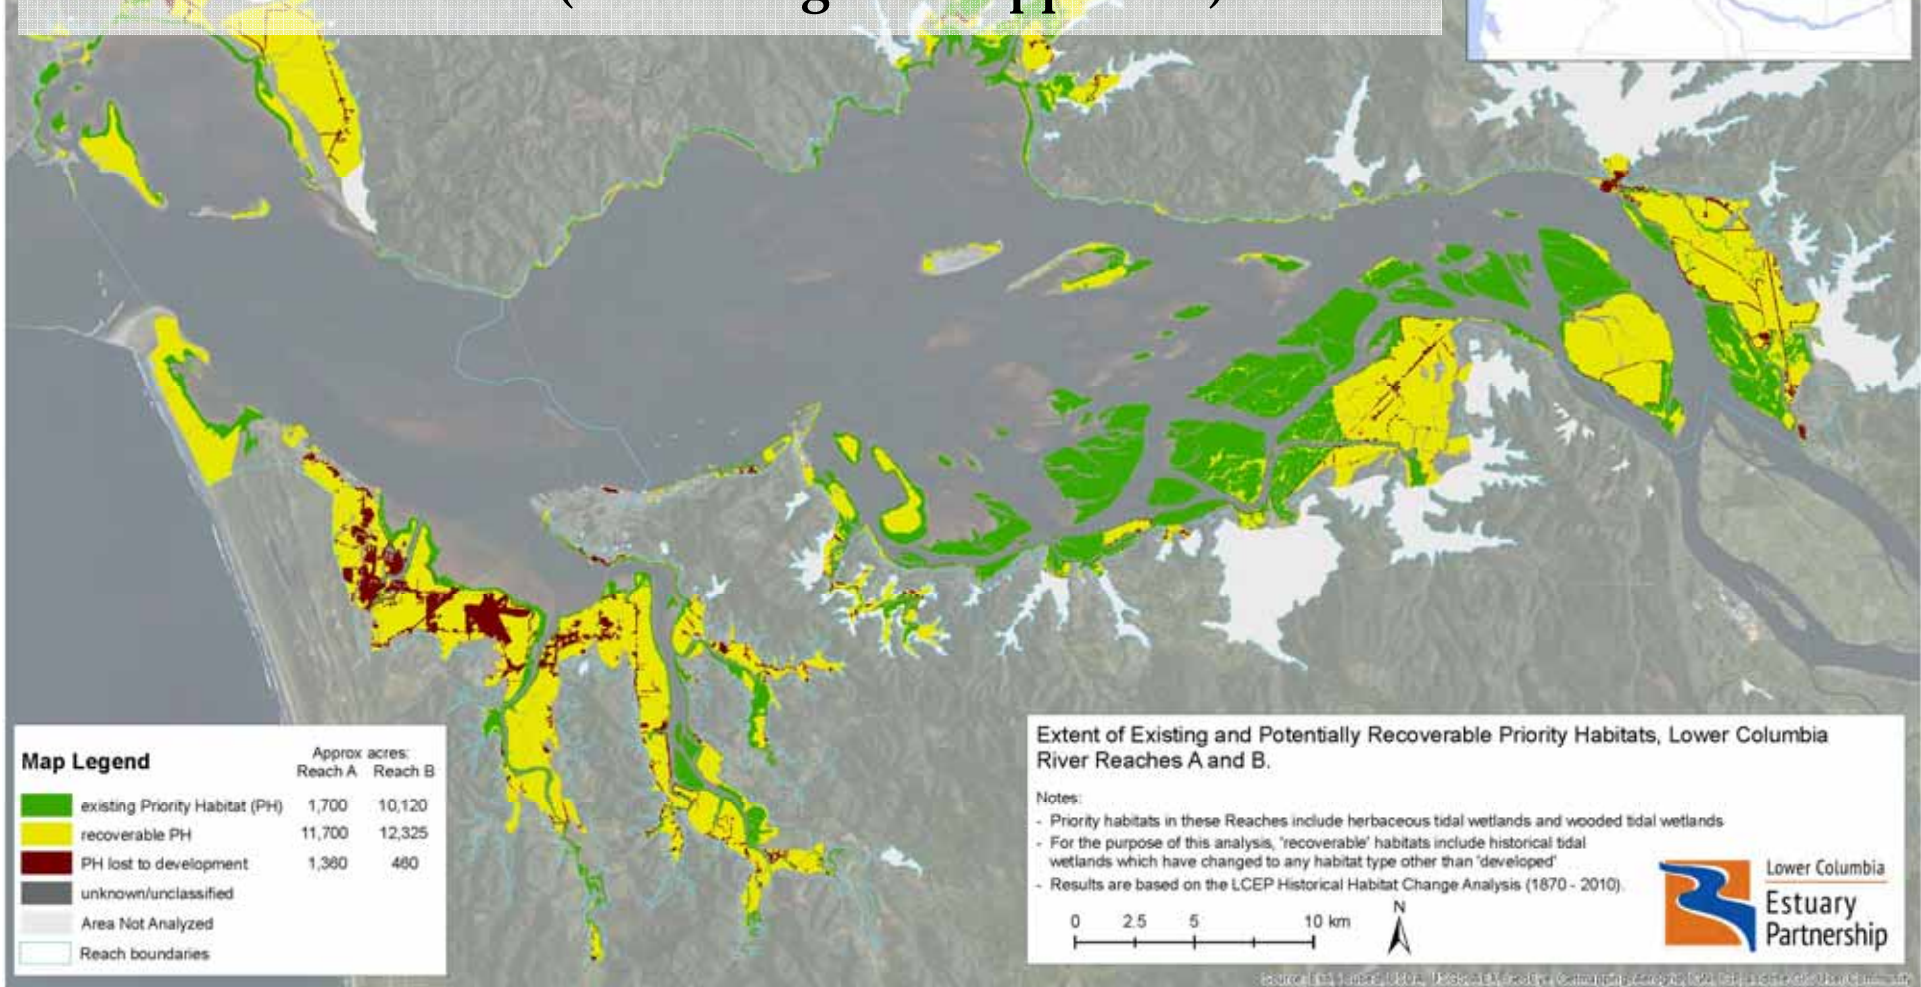 Map Legend
Approx acres:
Reach A Reach B
existing Priority Habitat (PH) 1,700 10,120
recoverable PH 11,700 12,325
PH lost to development 1,360 460
unknown/unclassified
Area Not Analyzed
Reach boundaries
Extent of Existing and Potentially Recoverable Priority Habitats, Lower Columbia
River Reaches A and B.
Notes:
- Priority habitats in these Reaches include herbaceous tidal wetlands and wooded tidal wetlands
- For the purpose of this analysis, 'recoverable' habitats include historical tidal
wetlands which have changed to any habitat type other than 'developed'
- Results are based on the LCEP Historical Habitat Change Analysis (1870 - 2010).
0 2.5 5 10 km
N
Lower Columbia
Estuary
Partnership